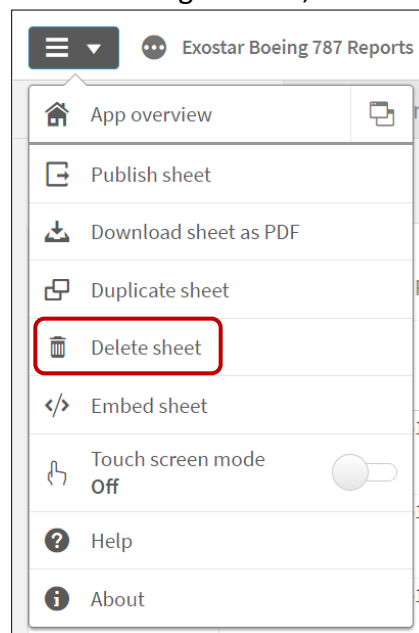 Exostar Boeing 787 Reports
App overview
Publish sheet
Download sheet as PDF
Duplicate sheet
Delete sheet
Embed sheet
Touch screen mode
Off
Help
About